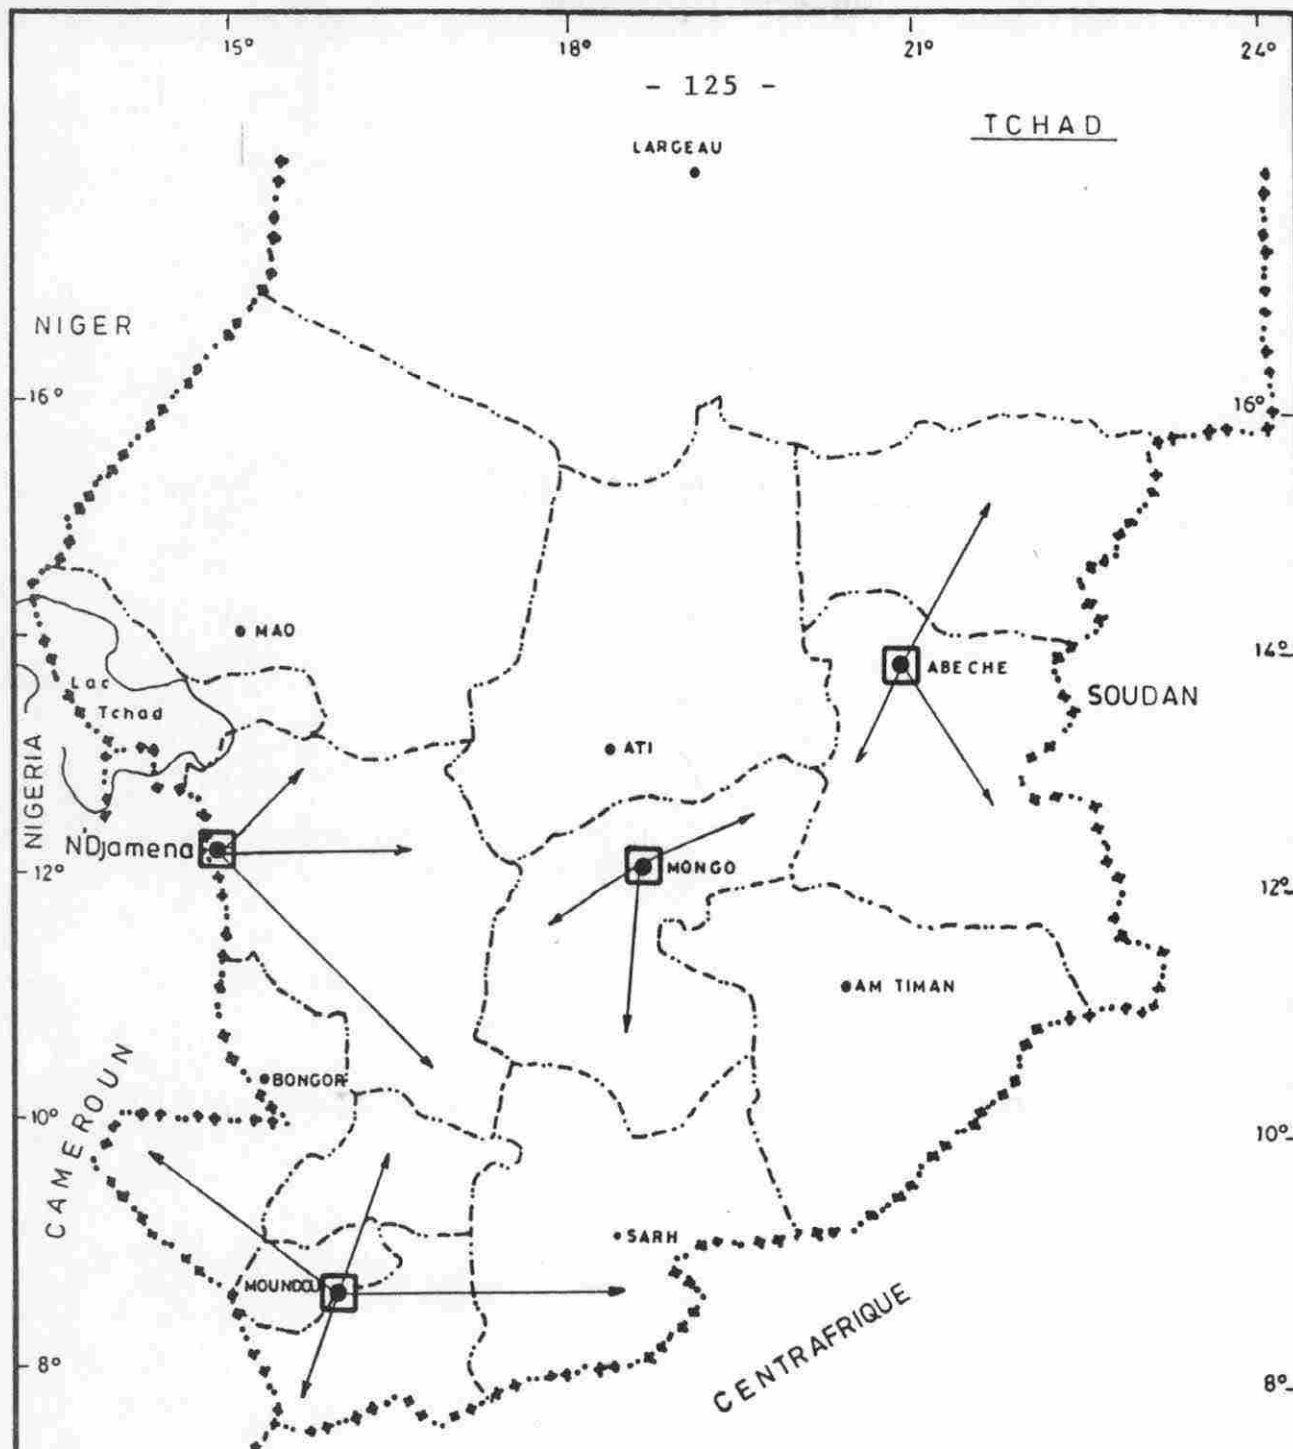 15° 18° 21° 24°
- 125 -
TCHAD
LARGEAU
NIGER
16° 16°
MAO
14°
ABECHE
Lac
Tchad
SOUDAN
ATI
NIGERIA
N'Djamena
MONGO
12° 12°
AM TIMAN
BONGOR
CAMEROUN
10° 10°
SARH
MOUNDOU
CENTRAFRIQUE
8° 8°